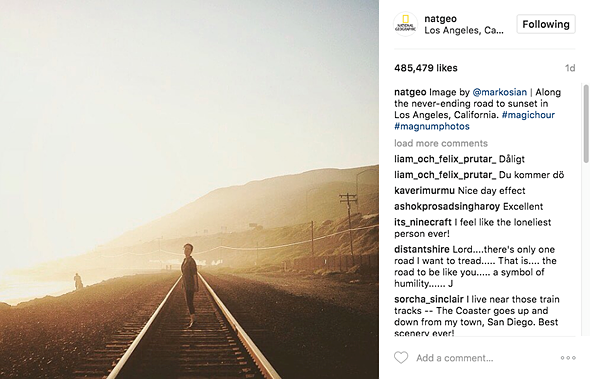 NATIONAL
GEOGRAPHIC
natgeo
Los Angeles, Ca...
Following
485,479 likes
1d
natgeo Image by @markosian | Along
the never-ending road to sunset in
Los Angeles, California. #magichour
#magnumphotos
load more comments
liam_och_felix_prutar_ Dåligt
liam_och_felix_prutar_ Du kommer dö
kaverimurmu Nice day effect
ashokprosadsingharoy Excellent
its_ninecraft I feel like the loneliest
person ever!
distantshire Lord....there's only one
road I want to tread..... That is.... the
road to be like you..... a symbol of
humility...... J
sorcha_sinclair I live near those train
tracks -- The Coaster goes up and
down from my town, San Diego. Best
scenery ever!
Add a comment...